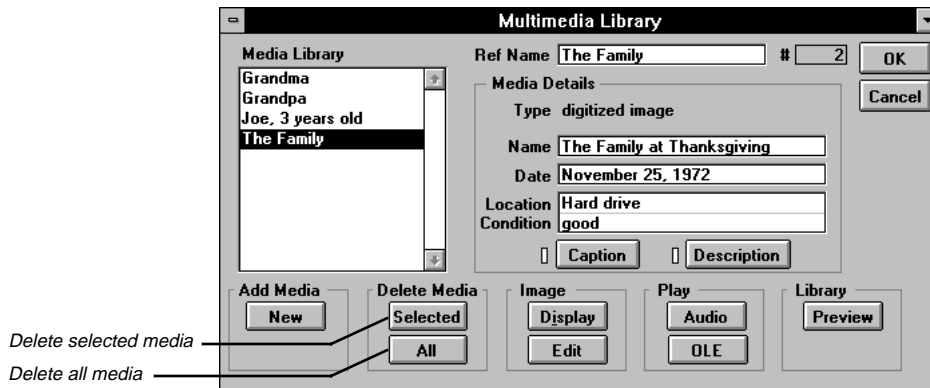 Multimedia Library
Media Library
Grandma
Grandpa
Joe, 3 years old
The Family
Ref Name The Family # 2
OK
Cancel
Media Details
Type digitized image
Name The Family at Thanksgiving
Date November 25, 1972
Location Hard drive
Condition good
Caption Description
Add Media Delete Media Image Play Library
New Selected Display Audio Preview
All Edit OLE
Delete selected media
Delete all media